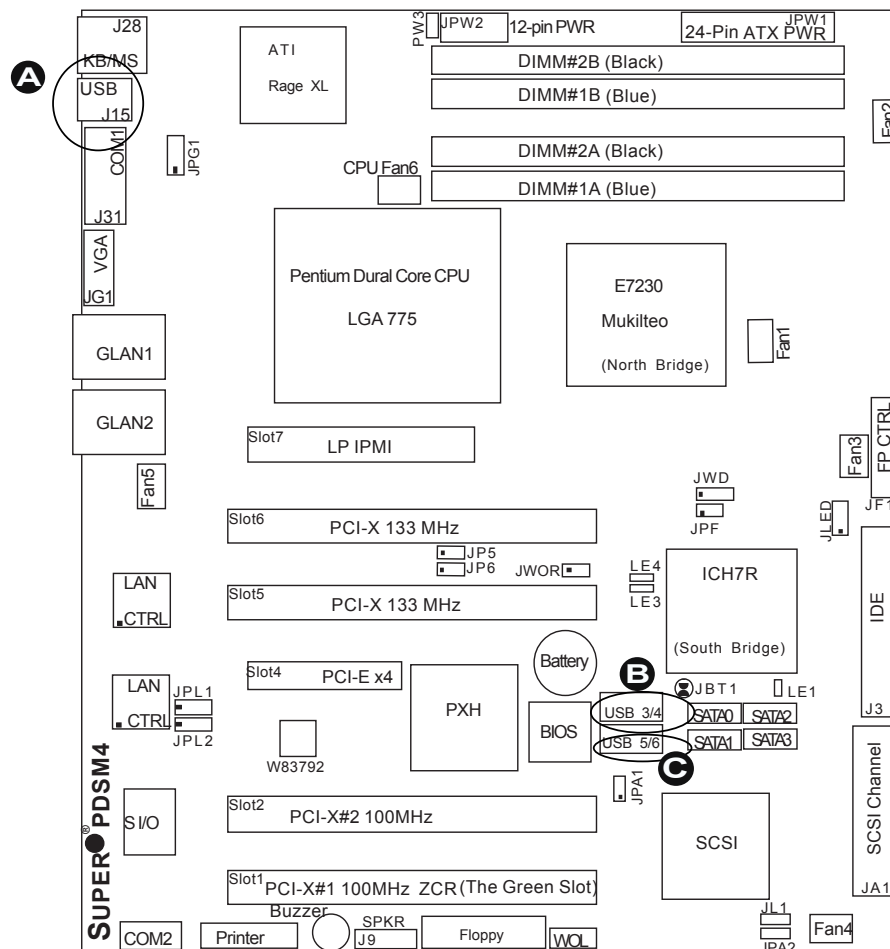 J28
KB/MS
A
USB
J15
COM1
J31
VGA
JG1
GLAN1
GLAN2
Fan5
JPG1
ATI
Rage XL
PW3
JPW2
12-pin PWR
JPW1
24-Pin ATX PWR
DIMM#2B (Black)
DIMM#1B (Blue)
DIMM#2A (Black)
DIMM#1A (Blue)
Fan2
CPU Fan6
Pentium Dural Core CPU
LGA 775
E7230
Mukilteo
(North Bridge)
Fan1
Slot7
LP IPMI
Fan3
FP CTRL
JF1
JWD
JPF
JLED
Slot6
PCI-X 133 MHz
JP5
JP6
JWOR
LE4
LE3
ICH7R
(South Bridge)
IDE
J3
LAN
CTRL
Slot5
PCI-X 133 MHz
Battery
LAN
CTRL
JPL1
JPL2
Slot4
PCI-E x4
W83792
PXH
BIOS
B
USB 3/4
USB 5/6
C
JBT1
LE1
SATA0
SATA2
SATA1
SATA3
JPA1
SCSI
SCSI Channel
JA1
S I/O
Slot2
PCI-X#2 100MHz
Slot1
PCI-X#1 100MHz ZCR (The Green Slot)
SUPER ® PDSM4
COM2
Printer
Buzzer
SPKR
J9
Floppy
WOL
JL1
JPA2
Fan4